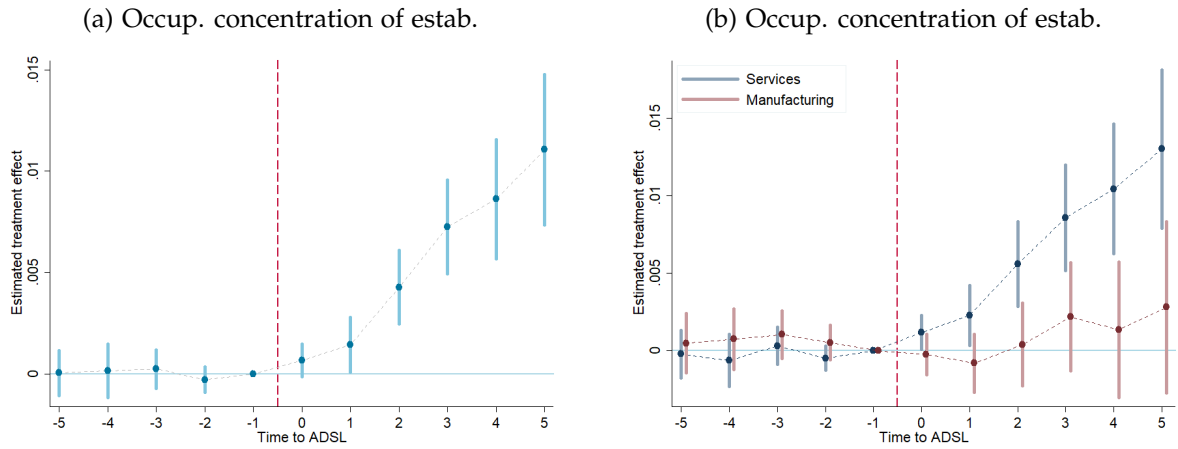 (a) Occup. concentration of estab.
Estimated treatment effect
.015
.01
.005
0
-5 -4 -3 -2 -1 0 1 2 3 4 5
Time to ADSL
(b) Occup. concentration of estab.
Services
Manufacturing
Estimated treatment effect
.015
.01
.005
0
-5 -4 -3 -2 -1 0 1 2 3 4 5
Time to ADSL